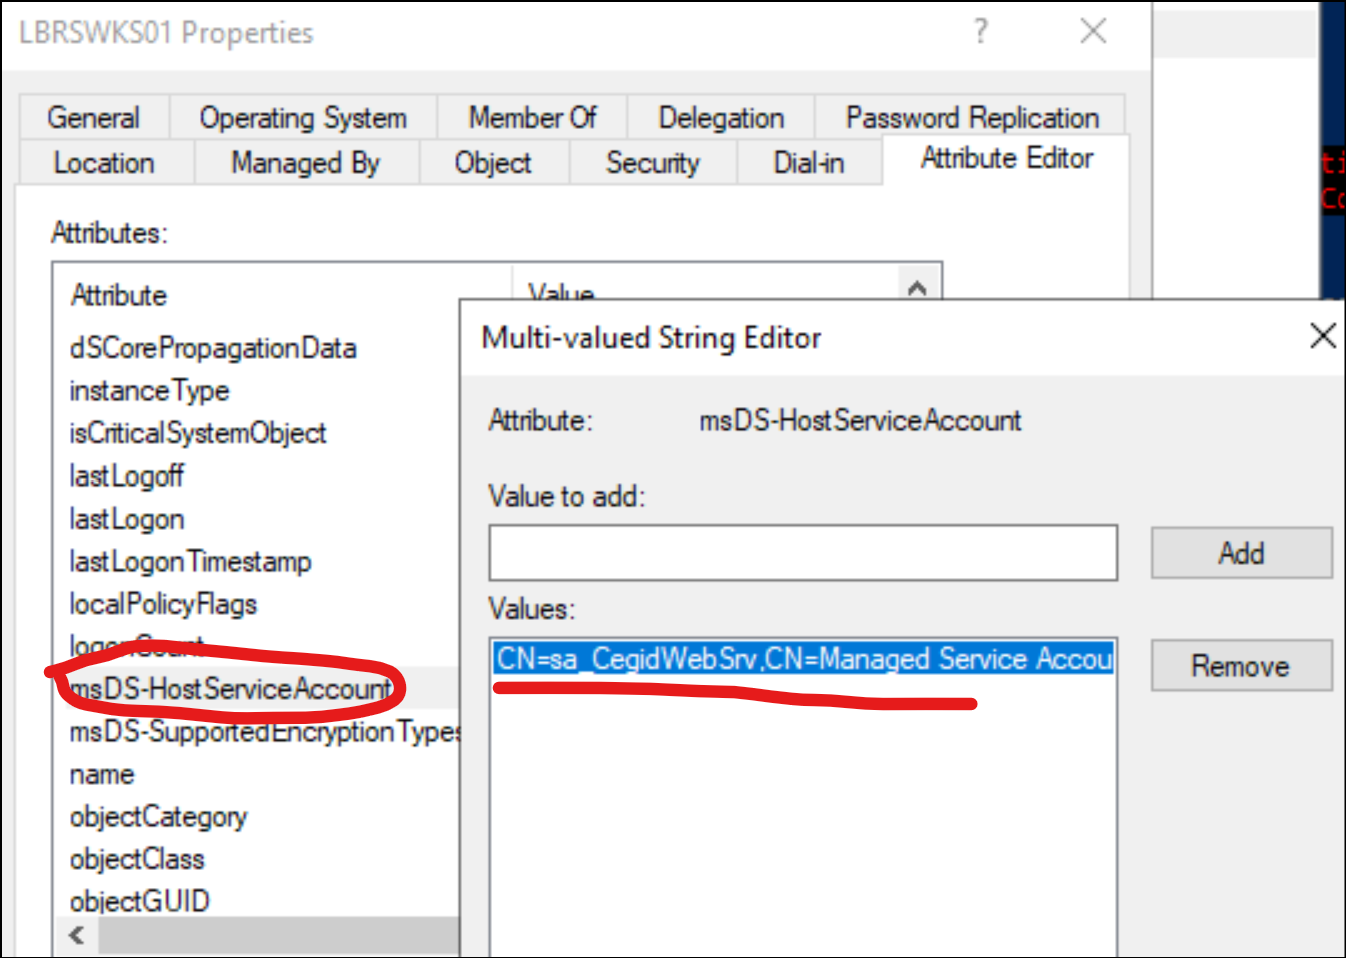 LBRSWKS01 Properties
?
General Operating System Member Of Delegation Password Replication
Location Managed By Object Security Dial-in Attribute Editor
Attributes:
Attribute Value
dSCorePropagationData
instanceType
isCriticalSystemObject
lastLogoff
lastLogon
lastLogonTimestamp
localPolicyFlags
logonCount
msDS-HostServiceAccount
msDS-SupportedEncryptionTypes
name
objectCategory
objectClass
objectGUID
Multi-valued String Editor
Attribute: msDS-HostServiceAccount
Value to add:
Add
Values:
CN=sa_CegidWebSrv,CN=Managed Service Accou
Remove
ti
Co